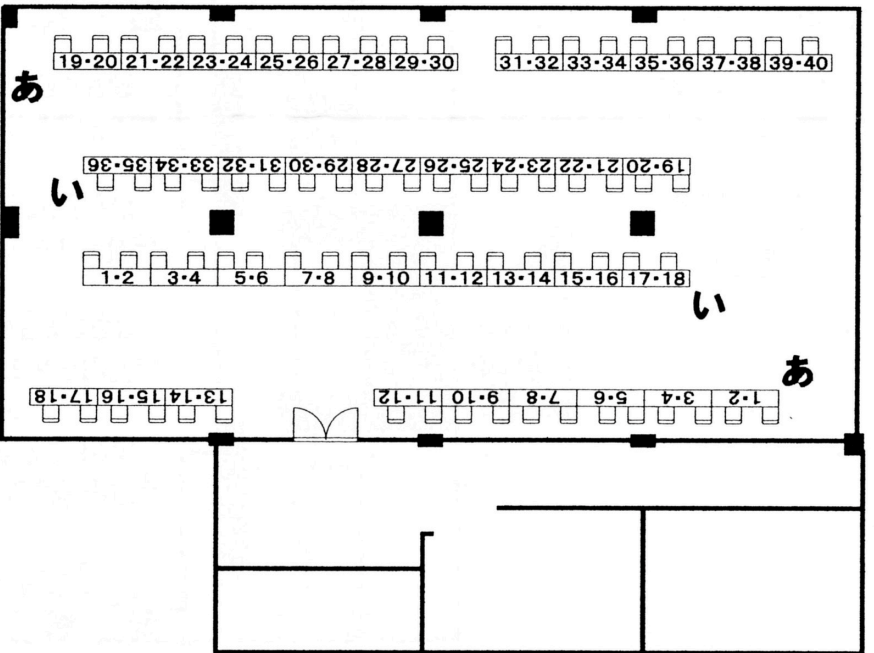 19・20 21・22 23・24 25・26 27・28 29・30 31・32 33・34 35・36 37・38 39・40
あ
36・35 34・33 32・31 30・29 28・27 26・25 24・23 22・21 20・19
い
1・2 3・4 5・6 7・8 9・10 11・12 13・14 15・16 17・18
い
あ
18・17 16・15 14・13 12・11 10・9 8・7 6・5 4・3 2・1